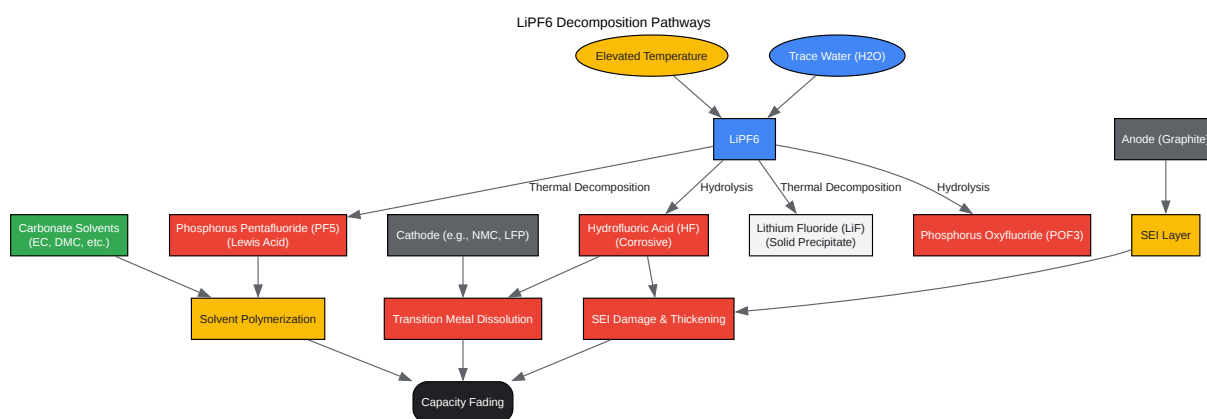 LiPF6 Decomposition Pathways
Elevated Temperature
Trace Water (H2O)
LiPF6
Anode (Graphite)
Thermal Decomposition
Hydrolysis
Thermal Decomposition
Hydrolysis
Carbonate Solvents
(EC, DMC, etc.)
Phosphorus Pentafluoride (PF5)
(Lewis Acid)
Cathode (e.g., NMC, LFP)
Hydrofluoric Acid (HF)
(Corrosive)
Lithium Fluoride (LiF)
(Solid Precipitate)
Phosphorus Oxyfluoride (POF3)
SEI Layer
Solvent Polymerization
Transition Metal Dissolution
SEI Damage & Thickening
Capacity Fading